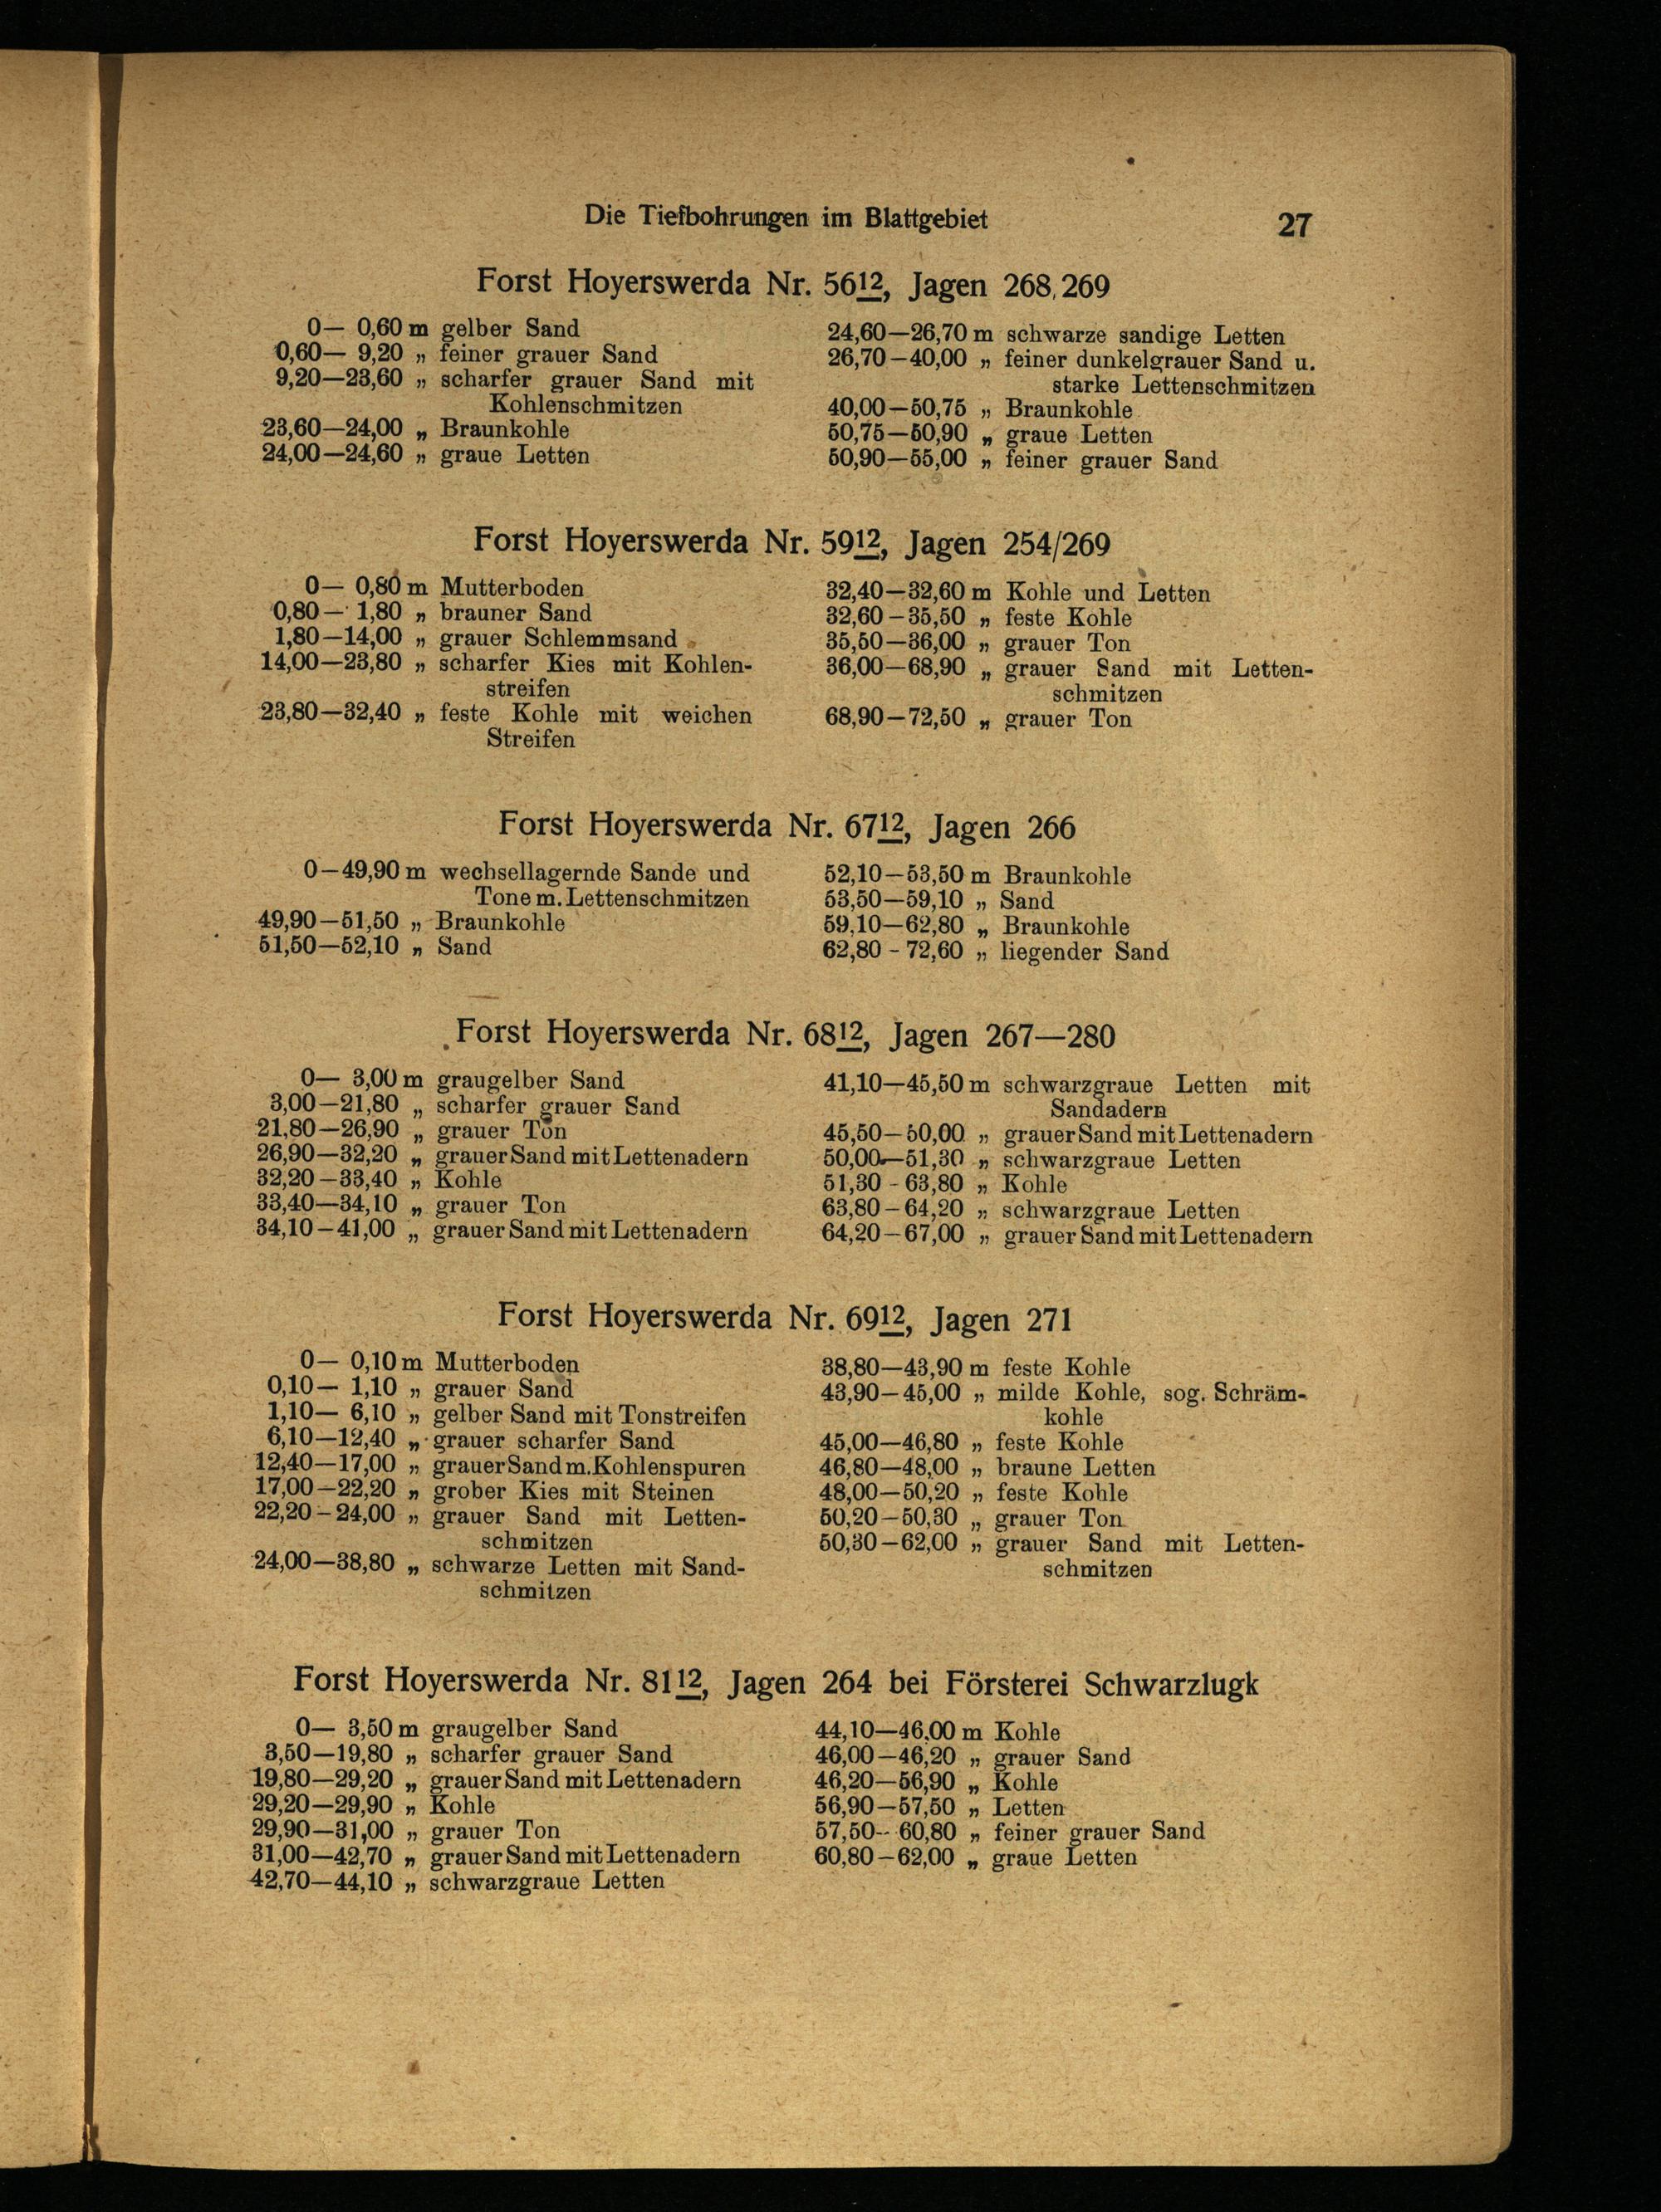 Die Tiefbohrungen im Blattgebiet
27
Forst Hoyerswerda Nr. 5612, Jagen 268,269
0— 0,60 m gelber Sand
0,60— 9,20 „ feiner grauer Sand
9,20—23,60 „ scharfer grauer Sand mit
Kohlenschmitzen
23,60—24,00 „ Braunkohle
24,00—24,60 „ graue Letten
24,60—26,70 m schwarze sandige Letten
26,70—40,00 „ feiner dunkelgrauer Sand u.
starke Lettenschmitzen
40,00—50,75 „ Braunkohle
50,75—50,90 „ graue Letten
50,90—55,00 „ feiner grauer Sand
Forst Hoyerswerda Nr. 5912, Jagen 254/269
0— 0,80 m Mutterboden
0,80— 1,80 „ brauner Sand
1,80—14,00 „ grauer Schlemmsand
14,00—23,80 „ scharfer Kies mit Kohlen-
streifen
23,80—32,40 „ feste Kohle mit weichen
Streifen
32,40—32,60 m Kohle und Letten
32,60—35,50 „ feste Kohle
35,50—36,00 „ grauer Ton
36,00—68,90 „ grauer Sand mit Letten-
schmitzen
68,90—72,50 „ grauer Ton
Forst Hoyerswerda Nr. 6712, Jagen 266
0—49,90 m wechsellagernde Sande und
Tone m. Lettenschmitzen
49,90—51,50 „ Braunkohle
51,50—52,10 „ Sand
52,10—53,50 m Braunkohle
53,50—59,10 „ Sand
59,10—62,80 „ Braunkohle
62,80 - 72,60 „ liegender Sand
Forst Hoyerswerda Nr. 6812, Jagen 267—280
0— 3,00 m graugelber Sand
3,00—21,80 „ scharfer grauer Sand
21,80—26,90 „ grauer Ton
26,90—32,20 „ grauer Sand mit Lettenadern
32,20—33,40 „ Kohle
33,40—34,10 „ grauer Ton
34,10—41,00 „ grauer Sand mit Lettenadern
41,10—45,50 m schwarzgraue Letten mit
Sandadern
45,50—50,00 „ grauer Sand mit Lettenadern
50,00—51,30 „ schwarzgraue Letten
51,30 - 63,80 „ Kohle
63,80—64,20 „ schwarzgraue Letten
64,20—67,00 „ grauer Sand mit Lettenadern
Forst Hoyerswerda Nr. 6912, Jagen 271
0— 0,10 m Mutterboden
0,10— 1,10 „ grauer Sand
1,10— 6,10 „ gelber Sand mit Tonstreifen
6,10—12,40 „ grauer scharfer Sand
12,40—17,00 „ grauer Sand m. Kohlenspuren
17,00—22,20 „ grober Kies mit Steinen
22,20—24,00 „ grauer Sand mit Letten-
schmitzen
24,00—38,80 „ schwarze Letten mit Sand-
schmitzen
38,80—43,90 m feste Kohle
43,90—45,00 „ milde Kohle, sog. Schräm-
kohle
45,00—46,80 „ feste Kohle
46,80—48,00 „ braune Letten
48,00—50,20 „ feste Kohle
50,20—50,30 „ grauer Ton
50,30—62,00 „ grauer Sand mit Letten-
schmitzen
Forst Hoyerswerda Nr. 8112, Jagen 264 bei Försterei Schwarzlugk
0— 3,50 m graugelber Sand
3,50—19,80 „ scharfer grauer Sand
19,80—29,20 „ grauer Sand mit Lettenadern
29,20—29,90 „ Kohle
29,90—31,00 „ grauer Ton
31,00—42,70 „ grauer Sand mit Lettenadern
42,70—44,10 „ schwarzgraue Letten
44,10—46,00 m Kohle
46,00—46,20 „ grauer Sand
46,20—56,90 „ Kohle
56,90—57,50 „ Letten
57,50-- 60,80 „ feiner grauer Sand
60,80—62,00 „ graue Letten